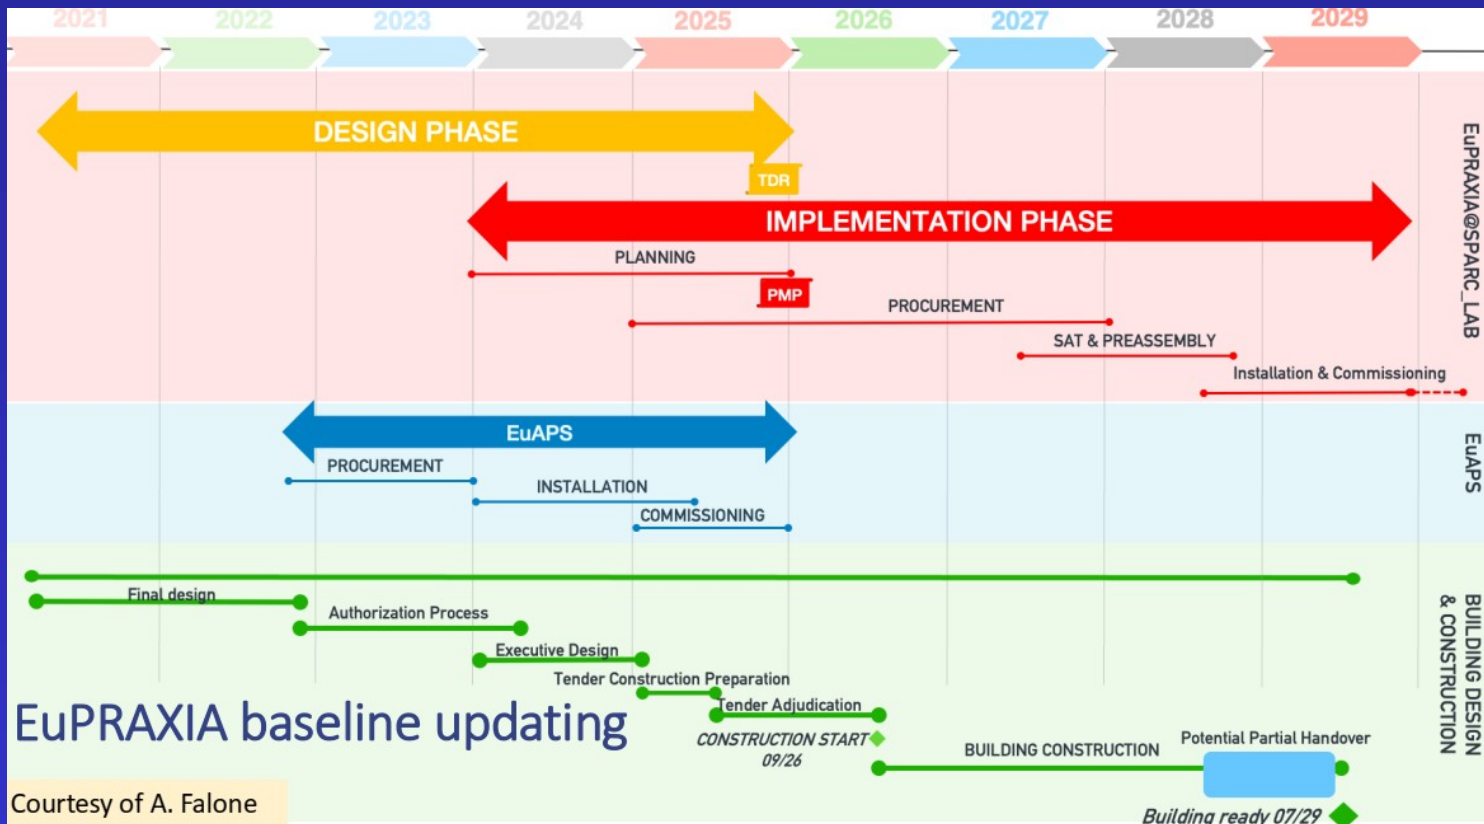 2021 2022 2023 2024 2025 2026 2027 2028 2029
DESIGN PHASE
TDR
IMPLEMENTATION PHASE
PLANNING
PMP
PROCUREMENT
SAT & PREASSEMBLY
Installation & Commissioning
EuPRAXIA@SPARC_LAB
EuAPS
PROCUREMENT
INSTALLATION
COMMISSIONING
EuAPS
Final design
Authorization Process
Executive Design
Tender Construction Preparation
Tender Adjudication
CONSTRUCTION START
09/26
BUILDING CONSTRUCTION
Potential Partial Handover
Building ready 07/29
BUILDING DESIGN
& CONSTRUCTION
EuPRAXIA baseline updating
Courtesy of A. Falone